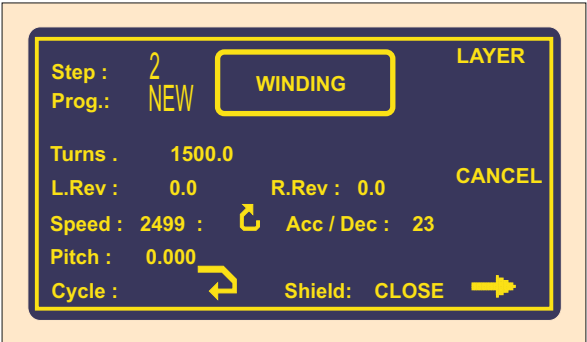 Step : 2 WINDING LAYER
Prog.: NEW
Turns . 1500.0
L.Rev : 0.0 R.Rev : 0.0 CANCEL
Speed : 2499 : Acc / Dec : 23
Pitch : 0.000
Cycle : Shield: CLOSE